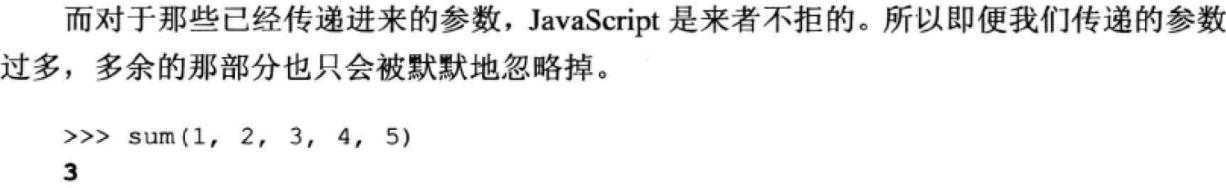 而对于那些已经传递进来的参数，JavaScript 是来者不拒的。所以即便我们传递的参数
过多，多余的那部分也只会被默默地忽略掉。
>>> sum(1, 2, 3, 4, 5)
3